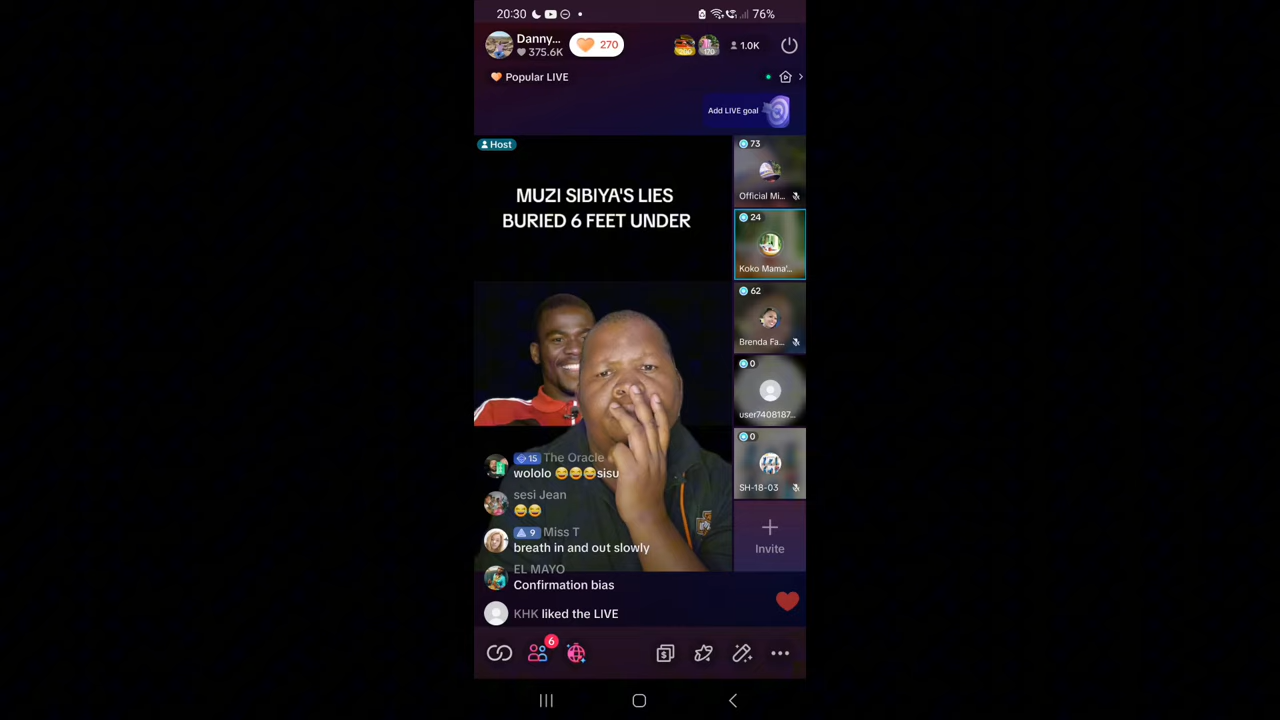 20:30
76%
Danny...
375.6K
270
1.0K
Popular LIVE
Add LIVE goal
Host
MUZI SIBIYA'S LIES
BURIED 6 FEET UNDER
73
Official Mi...
24
Koko Mama'...
62
Brenda Fa...
0
user7408187...
0
SH-18-03
Invite
15 The Oracle
wololo 😂😂😂sisu
sesi Jean
😂😂
9 Miss T
breath in and out slowly
EL MAYO
Confirmation bias
KHK liked the LIVE
6